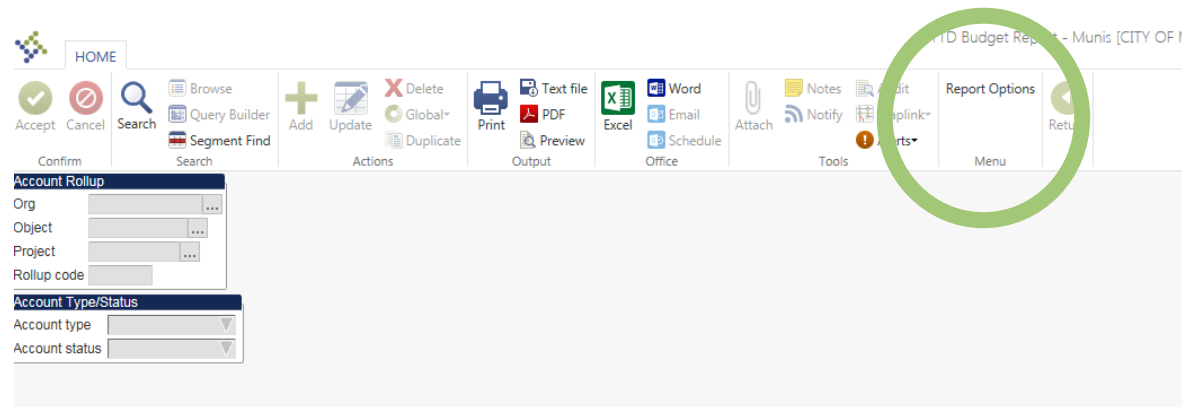 TD Budget Rep t - Munis [CITY OF
HOME
Accept Cancel Search Browse Query Builder Segment Find
Confirm Search
Add Update Delete Global Duplicate
Actions
Print Text file PDF Preview
Output
Excel Word Email Schedule
Office
Attach Notes Notify Alerts
Tools
Report Options
Menu
Account Rollup
Org ...
Object ...
Project ...
Rollup code
Account Type/Status
Account type
Account status